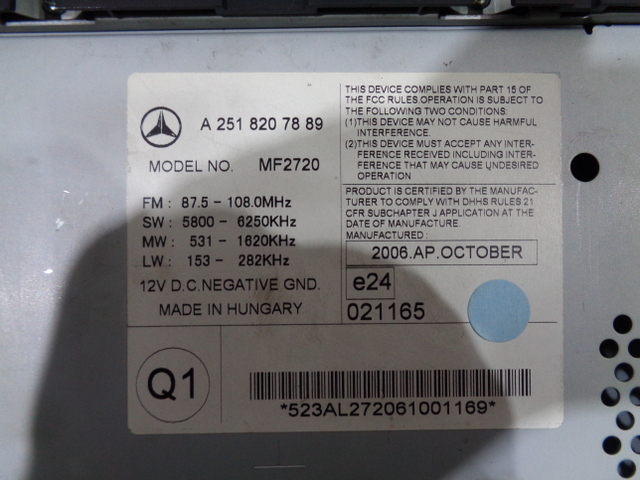 A 251 820 78 89
MODEL NO. MF2720
FM : 87.5 - 108.0MHz
SW : 5800 - 6250KHz
MW : 531 - 1620KHz
LW : 153 - 282KHz
12V D.C.NEGATIVE GND.
MADE IN HUNGARY
THIS DEVICE COMPLIES WITH PART 15 OF
THE FCC RULES.OPERATION IS SUBJECT TO
THE FOLLOWING TWO CONDITIONS:
(1)THIS DEVICE MAY NOT CAUSE HARMFUL
INTERFERENCE.
(2)THIS DEVICE MUST ACCEPT ANY INTER-
FERENCE RECEIVED INCLUDING INTER-
FERENCE THAT MAY CAUSE UNDESIRED
OPERATION
PRODUCT IS CERTIFIED BY THE MANUFAC-
TURER TO COMPLY WITH DHHS RULES 21
CFR SUBCHAPTER J APPLICATION AT THE
DATE OF MANUFACTURE
MANUFACTURED :
2006.AP.OCTOBER
e24
021165
Q1
*523AL272061001169*